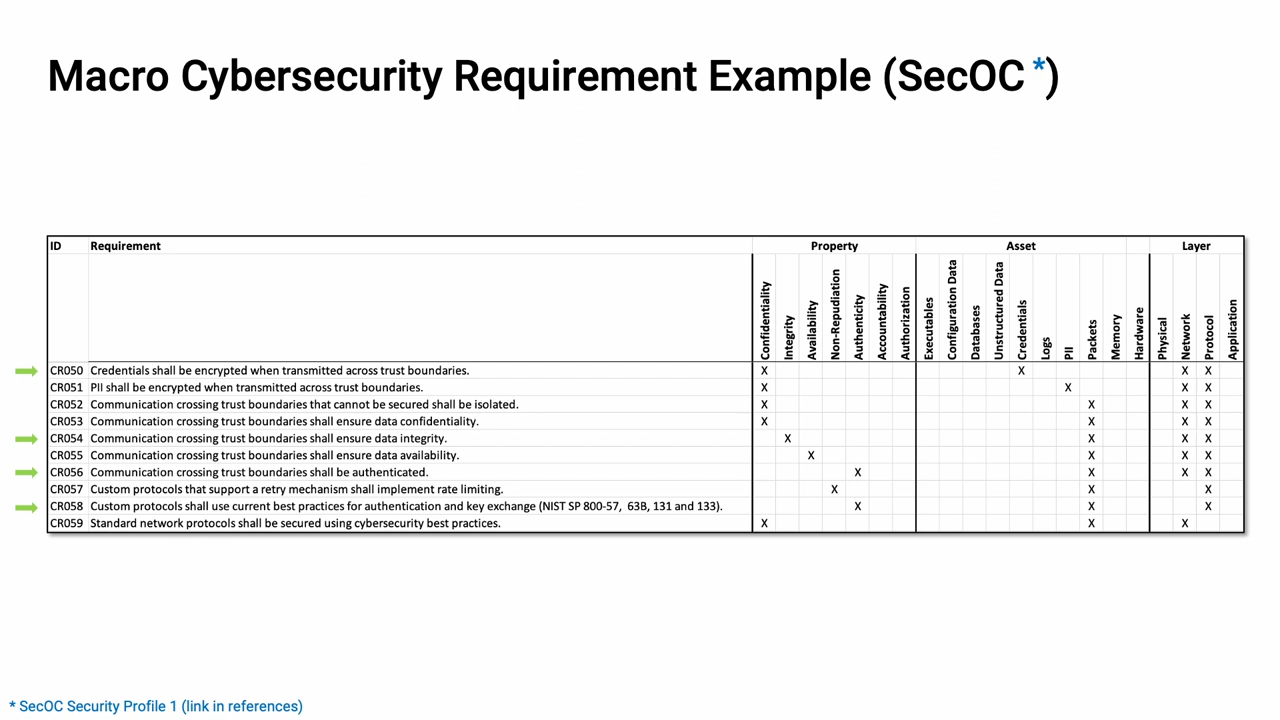 Macro Cybersecurity Requirement Example (SecOC *)
ID Requirement Property Asset Layer
Confidentiality Integrity Availability Non-Repudiation Authenticity Accountability Authorization Executables Configuration Data Databases Unstructured Data Credentials Logs PII Packets Memory Hardware Physical Network Protocol Application
CR050 Credentials shall be encrypted when transmitted across trust boundaries. X X X X
CR051 PII shall be encrypted when transmitted across trust boundaries. X X X X
CR052 Communication crossing trust boundaries that cannot be secured shall be isolated. X X X X
CR053 Communication crossing trust boundaries shall ensure data confidentiality. X X X X
CR054 Communication crossing trust boundaries shall ensure data integrity. X X X X
CR055 Communication crossing trust boundaries shall ensure data availability. X X X X
CR056 Communication crossing trust boundaries shall be authenticated. X X X X
CR057 Custom protocols that support a retry mechanism shall implement rate limiting. X X X
CR058 Custom protocols shall use current best practices for authentication and key exchange (NIST SP 800-57, 63B, 131 and 133). X X X
CR059 Standard network protocols shall be secured using cybersecurity best practices. X X X
* SecOC Security Profile 1 (link in references)